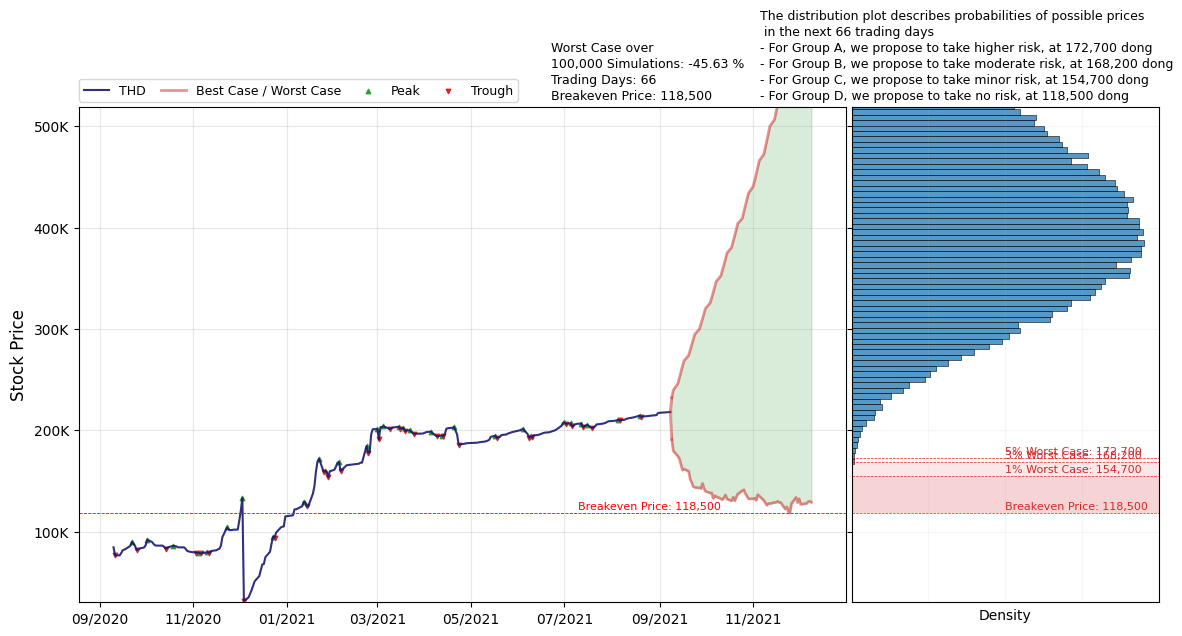 The distribution plot describes probabilities of possible prices
in the next 66 trading days
- For Group A, we propose to take higher risk, at 172,700 dong
- For Group B, we propose to take moderate risk, at 168,200 dong
- For Group C, we propose to take minor risk, at 154,700 dong
- For Group D, we propose to take no risk, at 118,500 dong
Worst Case over
100,000 Simulations: -45.63 %
Trading Days: 66
Breakeven Price: 118,500
THD
Best Case / Worst Case
Peak
Trough
Stock Price
500K
400K
300K
200K
100K
Breakeven Price: 118,500
5% Worst Case: 172,700
3% Worst Case: 168,200
1% Worst Case: 154,700
Breakeven Price: 118,500
09/2020
11/2020
01/2021
03/2021
05/2021
07/2021
09/2021
11/2021
Density